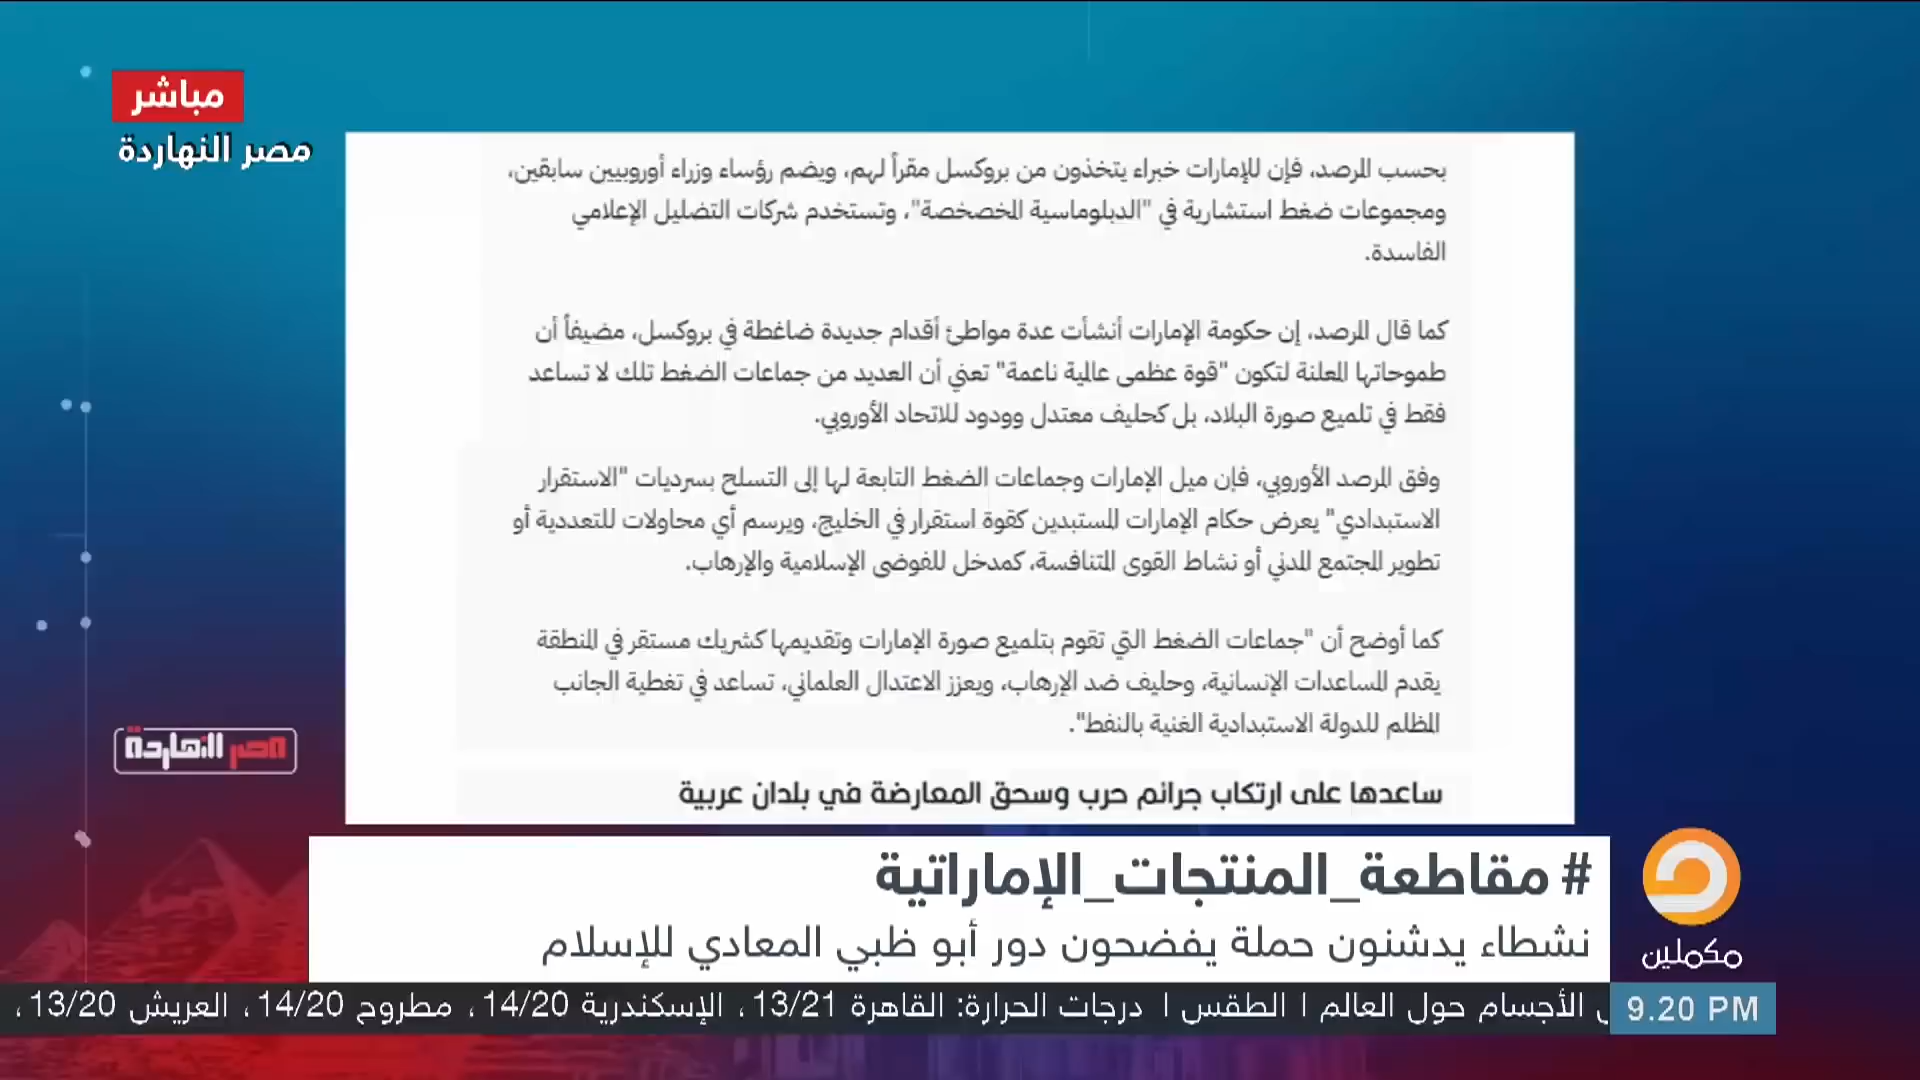 مباشر
مصر النهاردة
بحسب المرصد، فإن للإمارات خبراء يتخذون من بروكسل مقراً لهم، ويضم رؤساء وزراء أوروبيين سابقين،
ومجموعات ضغط استشارية في "الدبلوماسية المخصخصة"، وتستخدم شركات التضليل الإعلامي
الفاسدة.
كما قال المرصد، إن حكومة الإمارات أنشأت عدة مواطئ أقدام جديدة ضاغطة في بروكسل، مضيفاً أن
طموحاتها المعلنة لتكون "قوة عظمى عالمية ناعمة" تعني أن العديد من جماعات الضغط تلك لا تساعد
فقط في تلميع صورة البلاد، بل كحليف معتدل وودود للاتحاد الأوروبي.
وفق المرصد الأوروبي، فإن ميل الإمارات وجماعات الضغط التابعة لها إلى التسلح بسرديات "الاستقرار
الاستبدادي" يعرض حكام الإمارات المستبدين كقوة استقرار في الخليج، ويرسم أي محاولات للتعددية أو
تطوير المجتمع المدني أو نشاط القوى المتنافسة، كمدخل للفوضى الإسلامية والإرهاب.
كما أوضح أن "جماعات الضغط التي تقوم بتلميع صورة الإمارات وتقديمها كشريك مستقر في المنطقة
يقدم المساعدات الإنسانية، وحليف ضد الإرهاب، ويعزز الاعتدال العلماني، تساعد في تغطية الجانب
المظلم للدولة الاستبدادية الغنية بالنفط".
مصر النهاردة
ساعدها على ارتكاب جرائم حرب وسحق المعارضة في بلدان عربية
#مقاطعة_المنتجات_الإماراتية
نشطاء يدشنون حملة يفضحون دور أبو ظبي المعادي للإسلام
مكملين
الأجسام حول العالم | الطقس | درجات الحرارة: القاهرة 13/21، الإسكندرية 14/20، مطروح 14/20، العريش 13/20،
9.20 PM